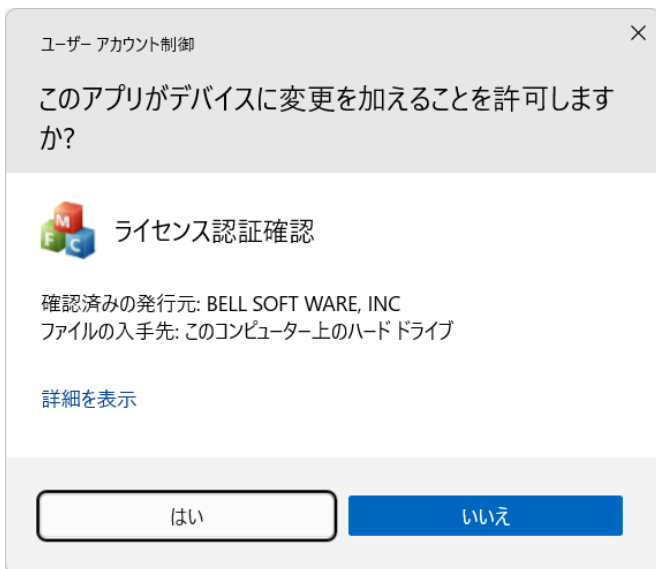 ユーザー アカウント制御
このアプリがデバイスに変更を加えることを許可します
か?
M
F C
ライセンス認証確認
確認済みの発行元: BELL SOFT WARE, INC
ファイルの入手先: このコンピューター上のハード ドライブ
詳細を表示
はい
いいえ